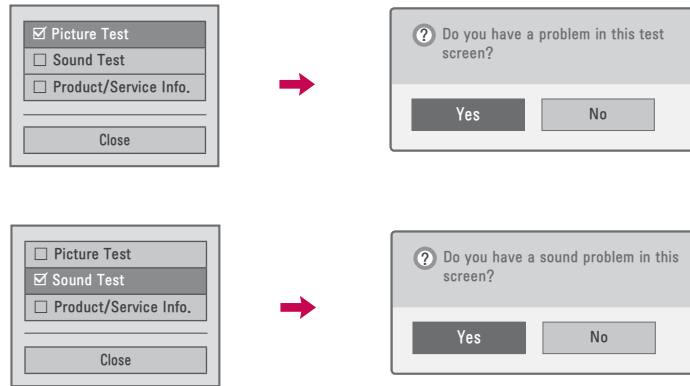 ☑ Picture Test
☐ Sound Test
☐ Product/Service Info.
Close
? Do you have a problem in this test
screen?
Yes No
☐ Picture Test
☑ Sound Test
☐ Product/Service Info.
Close
? Do you have a sound problem in this
screen?
Yes No